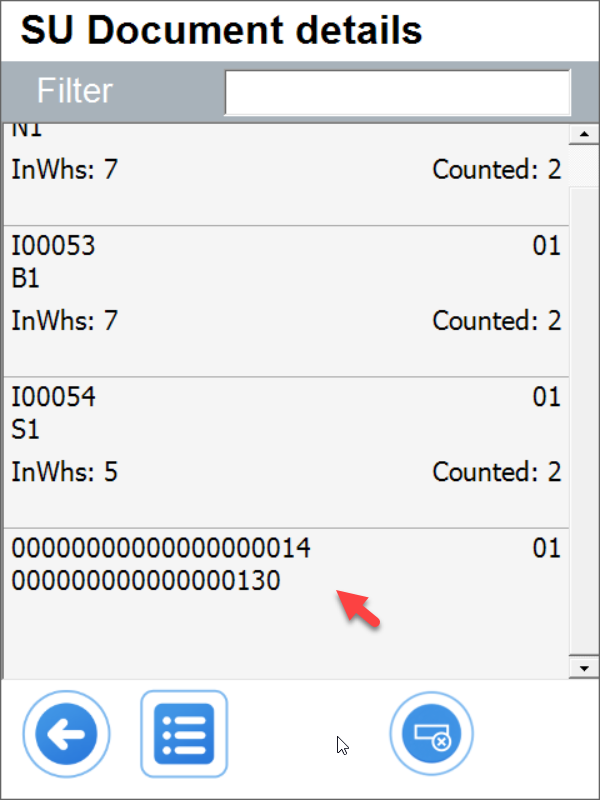 SU Document details
Filter
N1
InWhs: 7 Counted: 2
I00053 01
B1
InWhs: 7 Counted: 2
I00054 01
S1
InWhs: 5 Counted: 2
00000000000000000014 01
000000000000000130